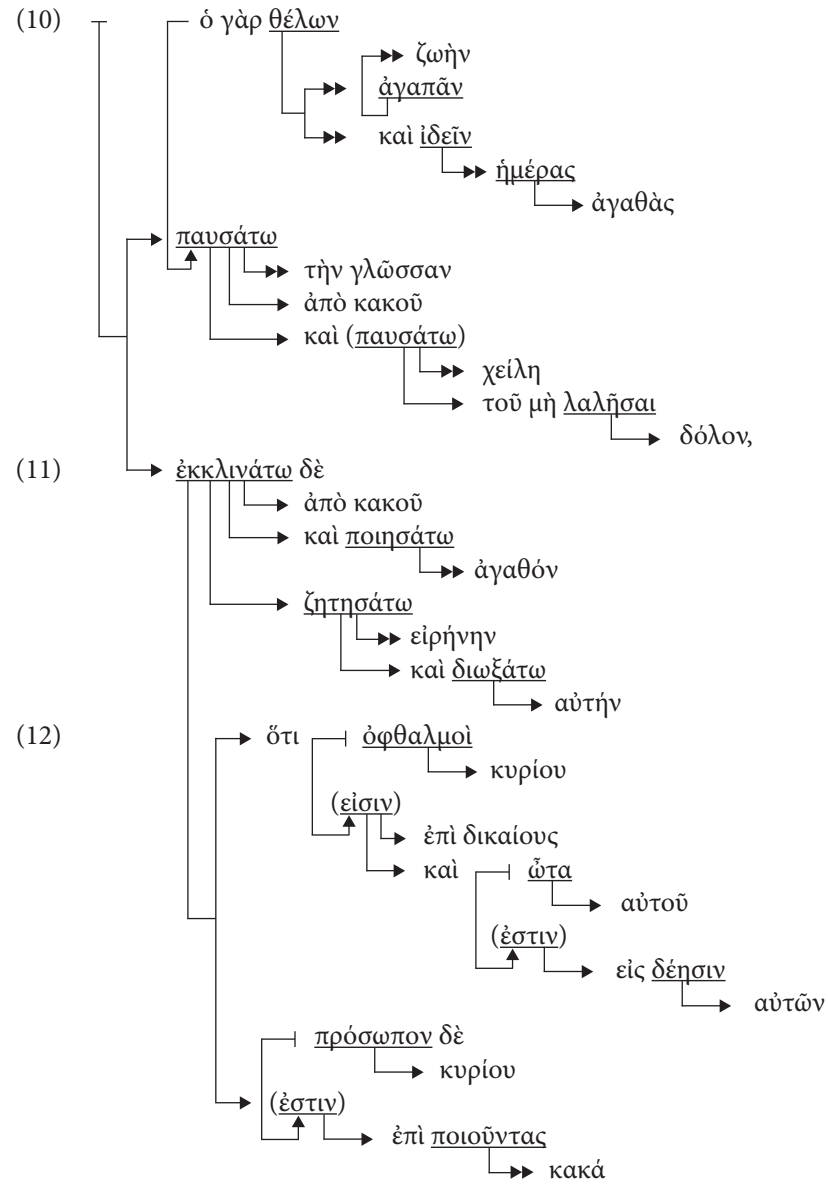 (10) ὁ γὰρ θέλων
ζωὴν
ἀγαπᾶν
καὶ ἰδεῖν
ἡμέρας
ἀγαθὰς
παυσάτω
τὴν γλῶσσαν
ἀπὸ κακοῦ
καὶ (παυσάτω)
χείλη
τοῦ μὴ λαλῆσαι
δόλον,
(11) ἐκκλινάτω δὲ
ἀπὸ κακοῦ
καὶ ποιησάτω
ἀγαθόν
ζητησάτω
εἰρήνην
καὶ διωξάτω
αὐτήν
(12) ὅτι ὀφθαλμοὶ
κυρίου
(εἰσιν)
ἐπὶ δικαίους
καὶ ὦτα
αὐτοῦ
(ἐστιν)
εἰς δέησιν
αὐτῶν
πρόσωπον δὲ
κυρίου
(ἐστιν)
ἐπὶ ποιοῦντας
κακά